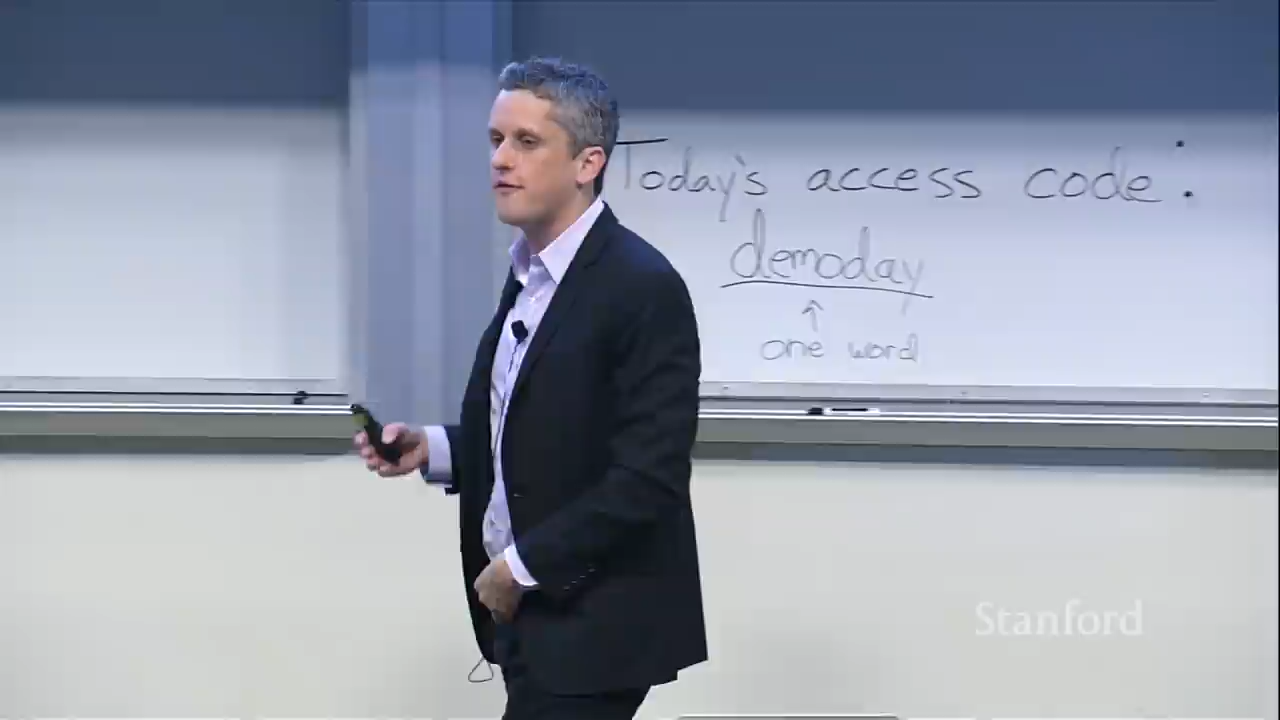 Today's access code:
demoday
↑
one word
Stanford